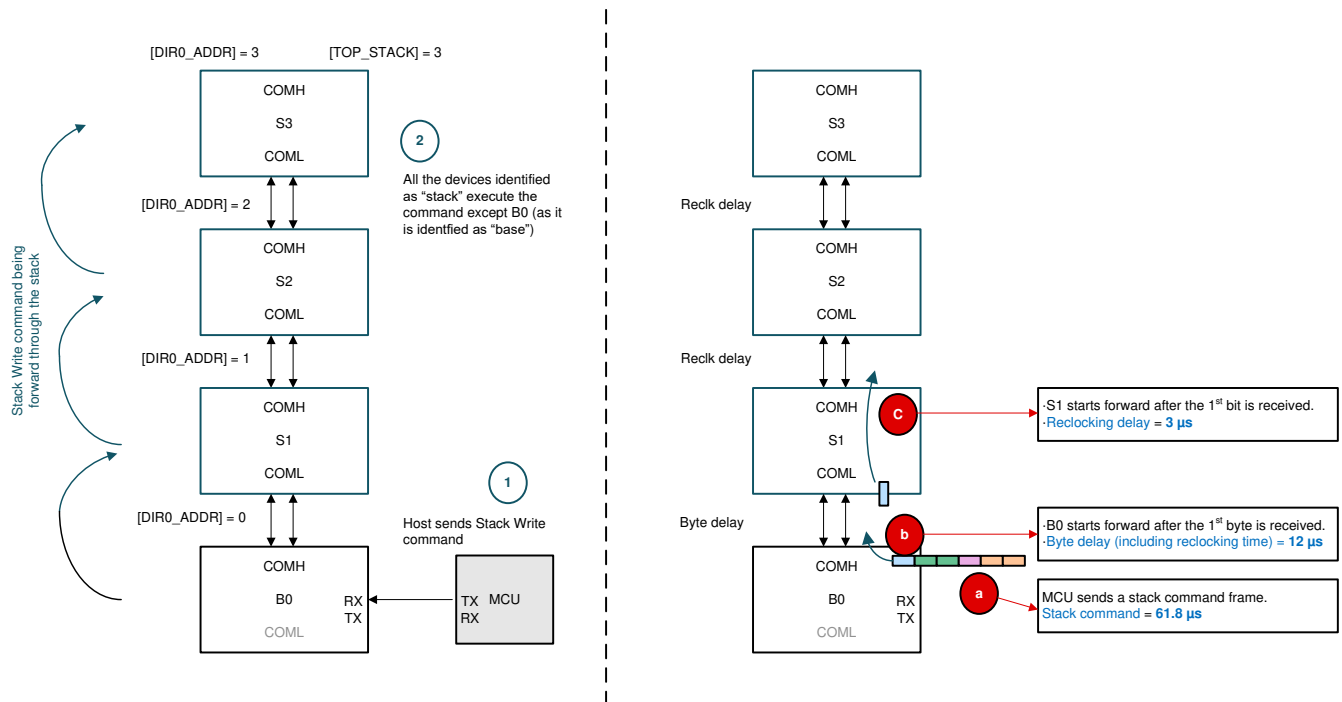 [DIR0_ADDR] = 3
[TOP_STACK] = 3
COMH
S3
COML
2
All the devices identified
as “stack” execute the
command except B0 (as it
is identfied as “base”)
[DIR0_ADDR] = 2
COMH
S2
COML
Stack Write command being
forward through the stack
[DIR0_ADDR] = 1
COMH
S1
COML
1
[DIR0_ADDR] = 0
Host sends Stack Write
command
COMH
B0
COML
RX
TX
TX
RX
MCU
COMH
S3
COML
Reclk delay
COMH
S2
COML
Reclk delay
COMH
S1
COML
C
·S1 starts forward after the 1st bit is received.
·Reclocking delay = 3 µs
Byte delay
b
·B0 starts forward after the 1st byte is received.
·Byte delay (including reclocking time) = 12 µs
COMH
B0
COML
RX
TX
a
MCU sends a stack command frame.
Stack command = 61.8 µs